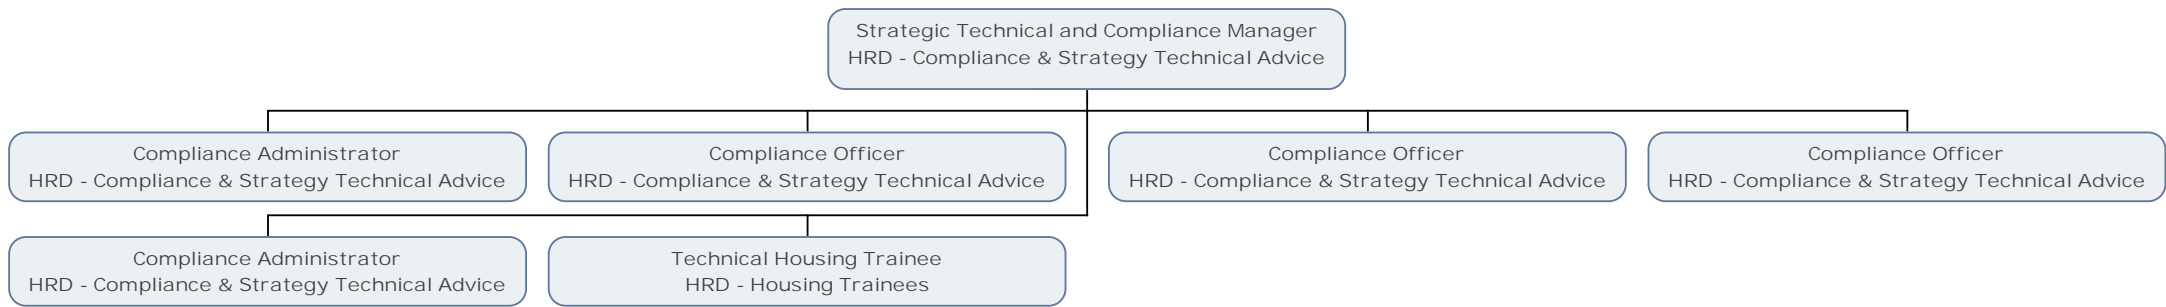 Strategic Technical and Compliance Manager
HRD - Compliance & Strategy Technical Advice
Compliance Administrator
HRD - Compliance & Strategy Technical Advice
Compliance Officer
HRD - Compliance & Strategy Technical Advice
Compliance Officer
HRD - Compliance & Strategy Technical Advice
Compliance Officer
HRD - Compliance & Strategy Technical Advice
Compliance Administrator
HRD - Compliance & Strategy Technical Advice
Technical Housing Trainee
HRD - Housing Trainees